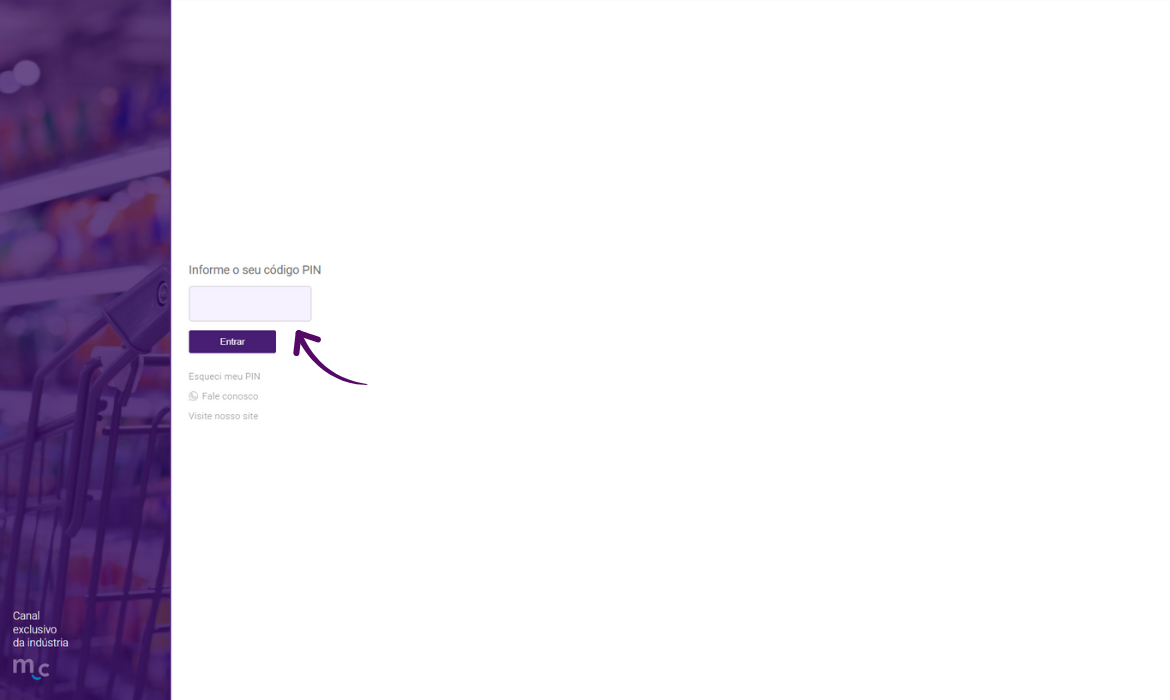 Informe o seu código PIN
Entrar
Esqueci meu PIN
Fale conosco
Visite nosso site
Canal
exclusivo
da indústria
mc